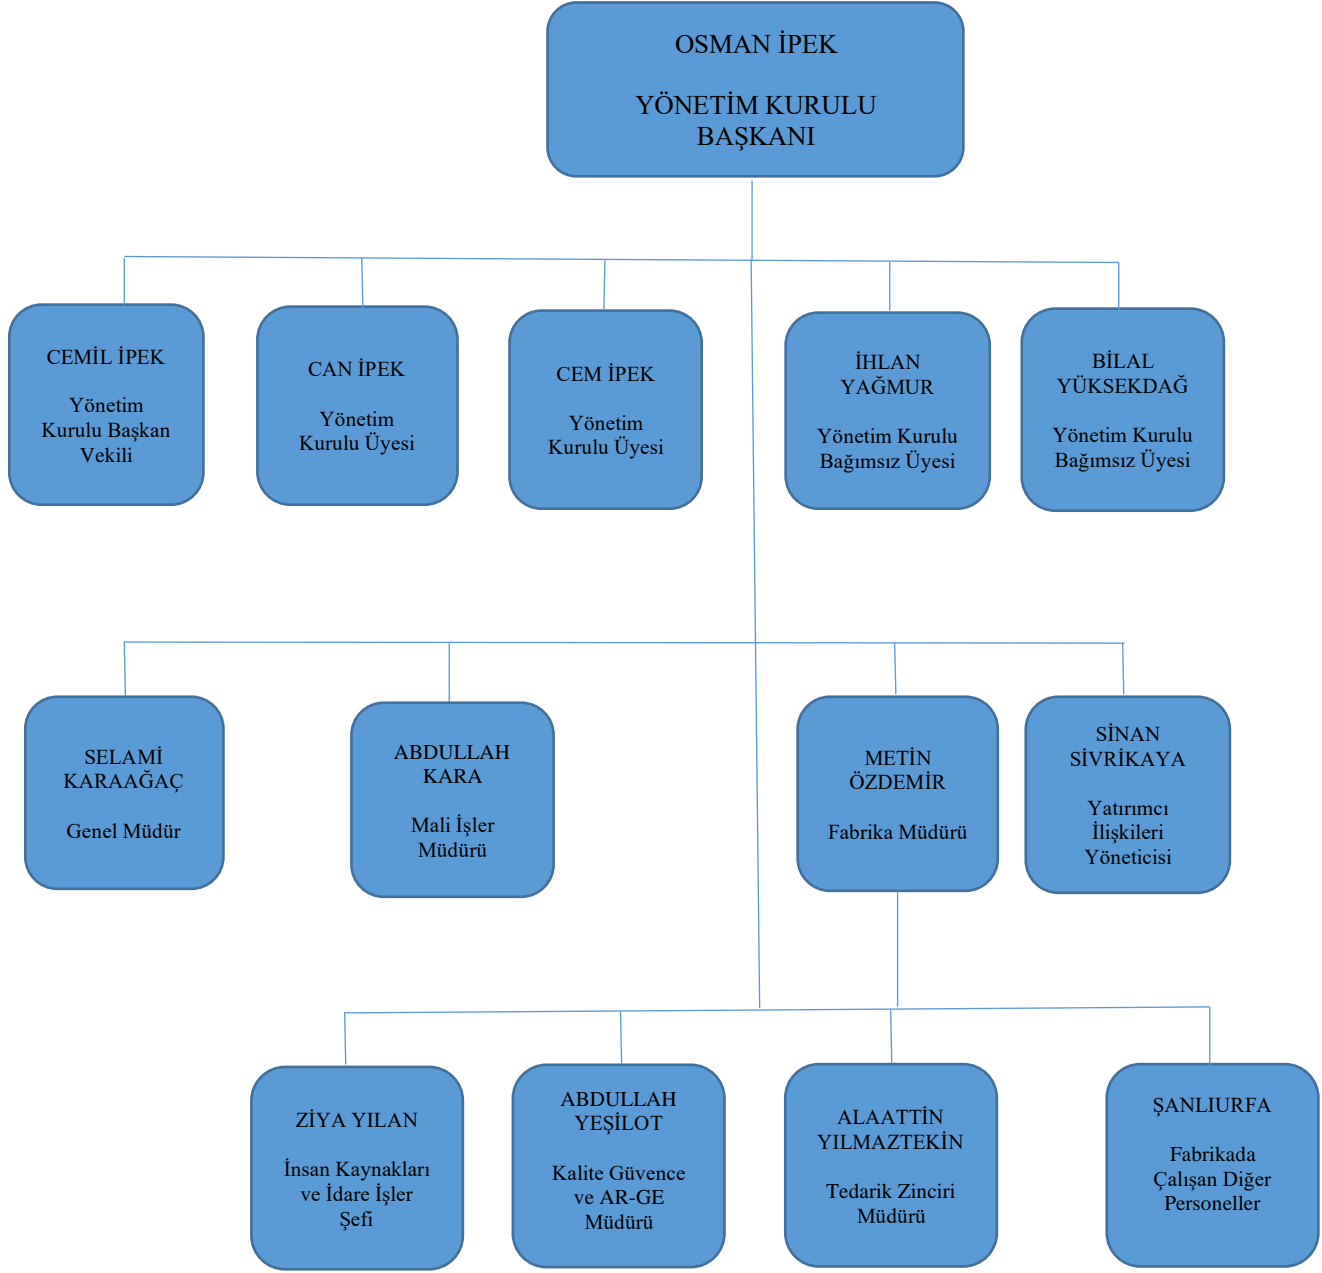 OSMAN İPEK
YÖNETİM KURULU
BAŞKANI
CEMİL İPEK
Yönetim
Kurulu Başkan
Vekili
CAN İPEK
Yönetim
Kurulu Üyesi
CEM İPEK
Yönetim
Kurulu Üyesi
İHLAN
YAĞMUR
Yönetim Kurulu
Bağımsız Üyesi
BİLAL
YÜKSEKDAĞ
Yönetim Kurulu
Bağımsız Üyesi
SELAMİ
KARAAĞAÇ
Genel Müdür
ABDULLAH
KARA
Mali İşler
Müdürü
METİN
ÖZDEMİR
Fabrika Müdürü
SİNAN
SİVRİKAYA
Yatırımcı
İlişkileri
Yöneticisi
ZİYA YILAN
İnsan Kaynakları
ve İdare İşler
Şefi
ABDULLAH
YEŞİLOT
Kalite Güvence
ve AR-GE
Müdürü
ALAATTİN
YILMAZTEKİN
Tedarik Zinciri
Müdürü
ŞANLIURFA
Fabrikada
Çalışan Diğer
Personeller